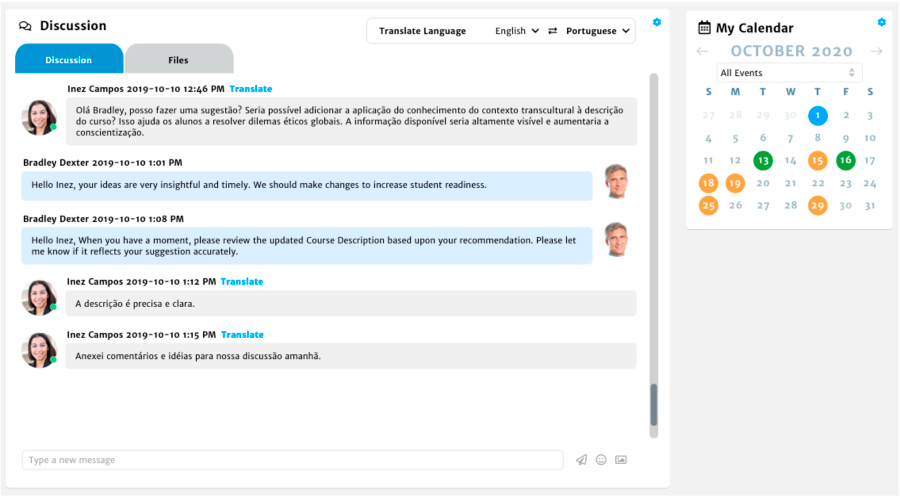 Discussion
Translate Language English Portuguese
Discussion Files
Inez Campos 2019-10-10 12:46 PM Translate
Olá Bradley, posso fazer uma sugestão? Seria possível adicionar a aplicação do conhecimento do contexto transcultural à descrição
do curso? Isso ajuda os alunos a resolver dilemas éticos globais. A informação disponível seria altamente visível e aumentaria a
conscientização.
Bradley Dexter 2019-10-10 1:01 PM
Hello Inez, your ideas are very insightful and timely. We should make changes to increase student readiness.
Bradley Dexter 2019-10-10 1:08 PM
Hello Inez, When you have a moment, please review the updated Course Description based upon your recommendation. Please let
me know if it reflects your suggestion accurately.
Inez Campos 2019-10-10 1:12 PM Translate
A descrição é precisa e clara.
Inez Campos 2019-10-10 1:15 PM Translate
Anexei comentários e idéias para nossa discussão amanhã.
Type a new message
My Calendar
OCTOBER 2020
All Events
S M T W T F S
27 28 29 30 1 2 3
4 5 6 7 8 9 10
11 12 13 14 15 16 17
18 19 20 21 22 23 24
25 26 27 28 29 30 31